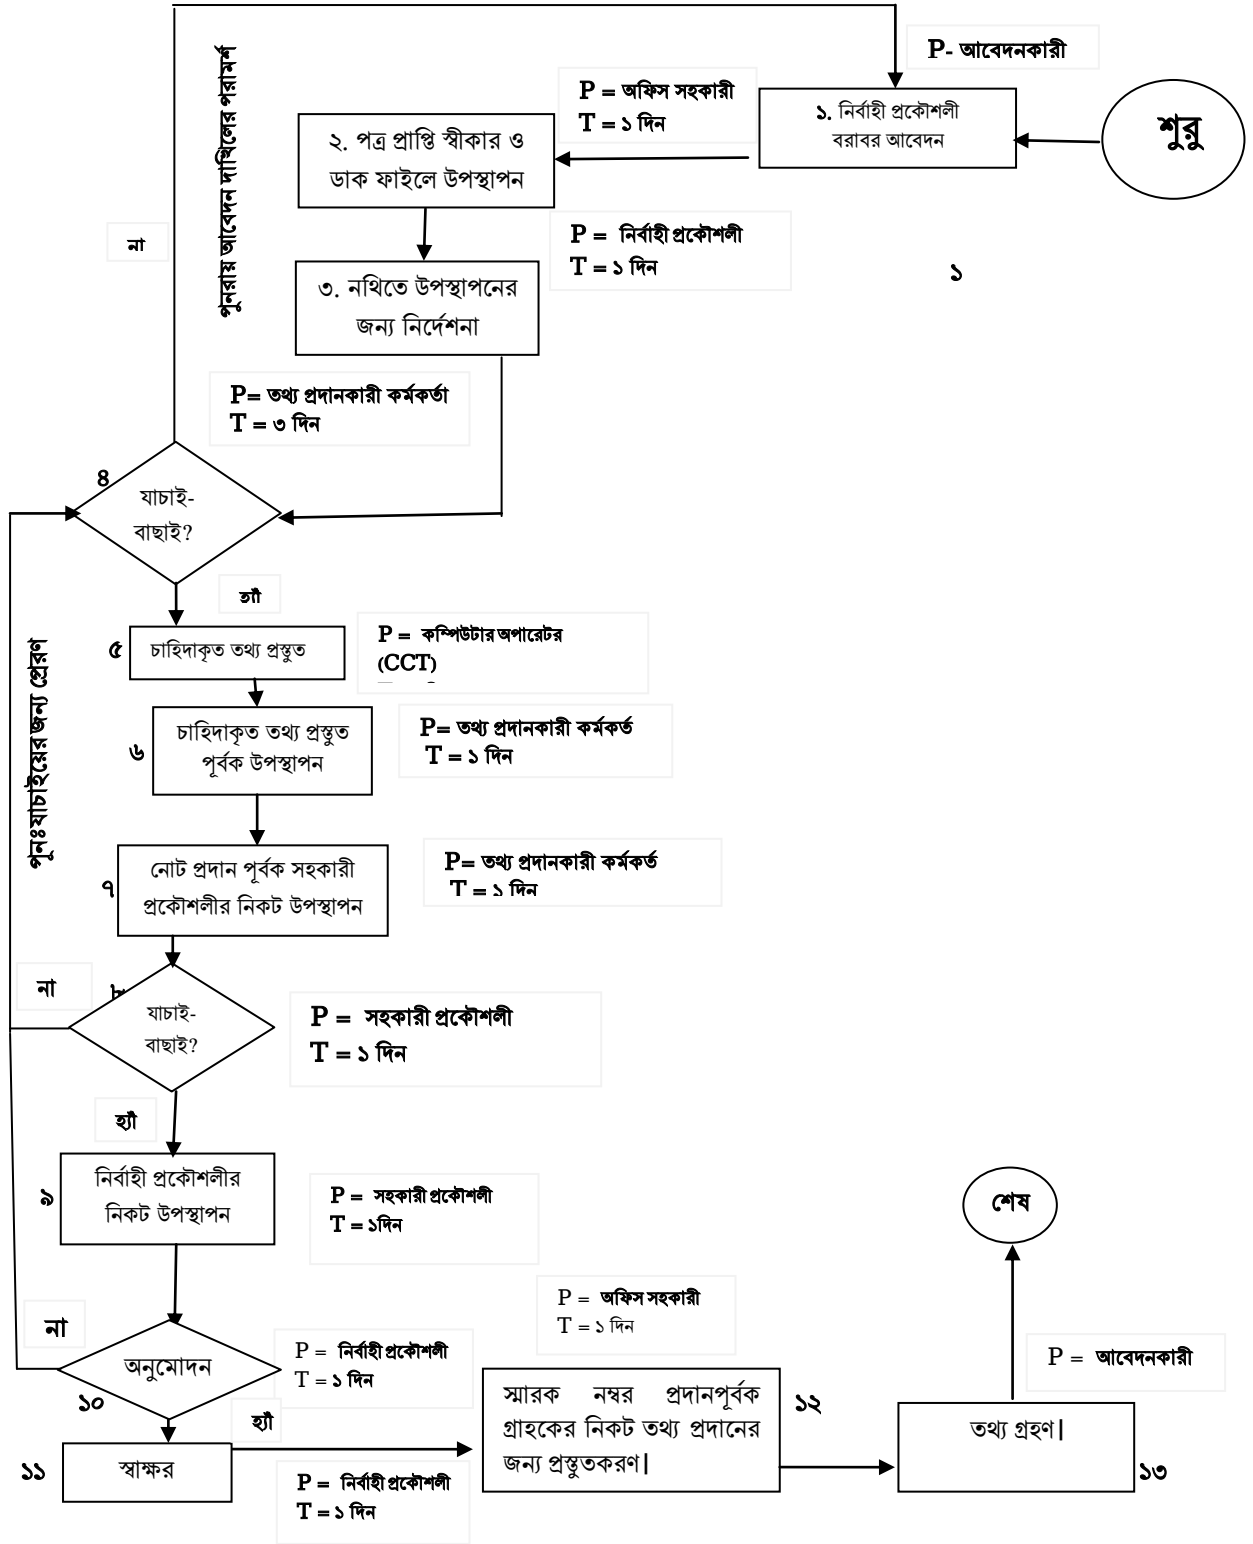 P- আবেদনকারী
শুরু
১. নির্বাহী প্রকৌশলী
বরাবর আবেদন
P = অফিস সহকারী
T = ১ দিন
২. পত্র প্রাপ্তি স্বীকার ও
ডাক ফাইলে উপস্থাপন
পুনরায় আবেদন দাখিলের পরামর্শ
না
P = নির্বাহী প্রকৌশলী
T = ১ দিন
১
৩. নথিতে উপস্থাপনের
জন্য নির্দেশনা
P= তথ্য প্রদানকারী কর্মকর্তা
T = ৩ দিন
৪
যাচাই-
বাছাই?
হ্যাঁ
৫
চাহিদাকৃত তথ্য প্রস্তুত
P = কম্পিউটার অপারেটর
(CCT)
পুনঃযাচাইয়ের জন্য প্রেরণ
৬
চাহিদাকৃত তথ্য প্রস্তুত
পূর্বক উপস্থাপন
P= তথ্য প্রদানকারী কর্মকর্ত
T = ১ দিন
৭
নোট প্রদান পূর্বক সহকারী
প্রকৌশলীর নিকট উপস্থাপন
P= তথ্য প্রদানকারী কর্মকর্ত
T = ১ দিন
না
৮
যাচাই-
বাছাই?
P = সহকারী প্রকৌশলী
T = ১ দিন
হ্যাঁ
৯
নির্বাহী প্রকৌশলীর
নিকট উপস্থাপন
P = সহকারী প্রকৌশলী
T = ১দিন
শেষ
না
অনুমোদন
১০
P = নির্বাহী প্রকৌশলী
T = ১ দিন
P = অফিস সহকারী
T = ১ দিন
P = আবেদনকারী
হ্যাঁ
১১
স্বাক্ষর
P = নির্বাহী প্রকৌশলী
T = ১ দিন
স্মারক নম্বর প্রদানপূর্বক
গ্রাহকের নিকট তথ্য প্রদানের
জন্য প্রস্তুতকরণ।
১২
তথ্য গ্রহণ।
১৩